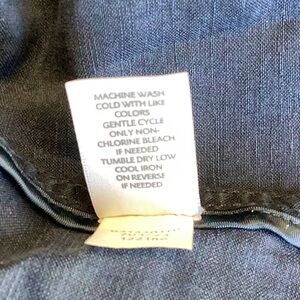 MACHINE WASH
COLD WITH LIKE
COLORS
GENTLE CYCLE
ONLY NON-
CHLORINE BLEACH
IF NEEDED
TUMBLE DRY LOW
COOL IRON
ON REVERSE
IF NEEDED